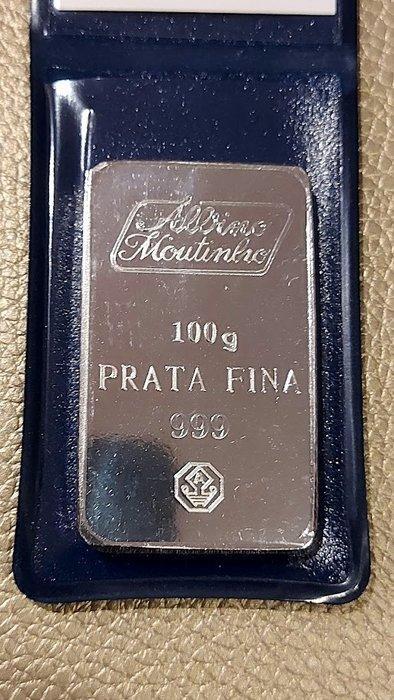 Albino
Moutinho
100g
PRATA FINA
999